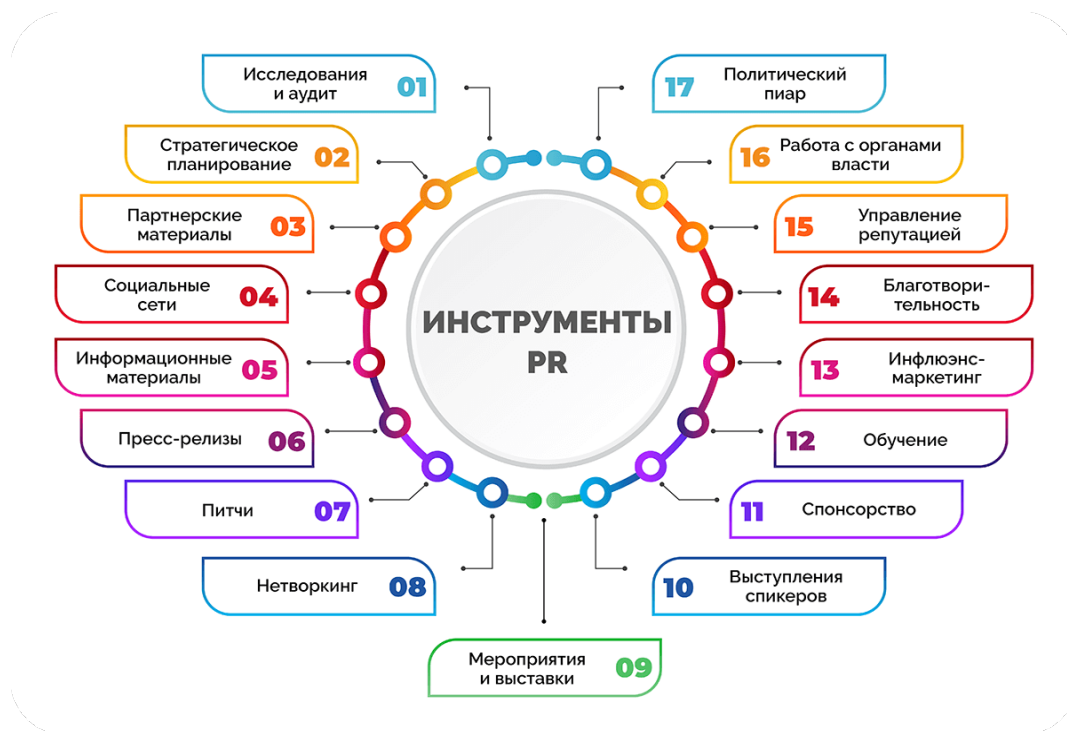 ИНСТРУМЕНТЫ
PR
Исследования
и аудит
01
Стратегическое
планирование
02
Партнерские
материалы
03
Социальные
сети
04
Информационные
материалы
05
Пресс-релизы
06
Питчи
07
Нетворкинг
08
Мероприятия
и выставки
09
10
Выступления
спикеров
11
Спонсорство
12
Обучение
13
Инфлюэнс-
маркетинг
14
Благотвори-
тельность
15
Управление
репутацией
16
Работа с органами
власти
17
Политический
пиар